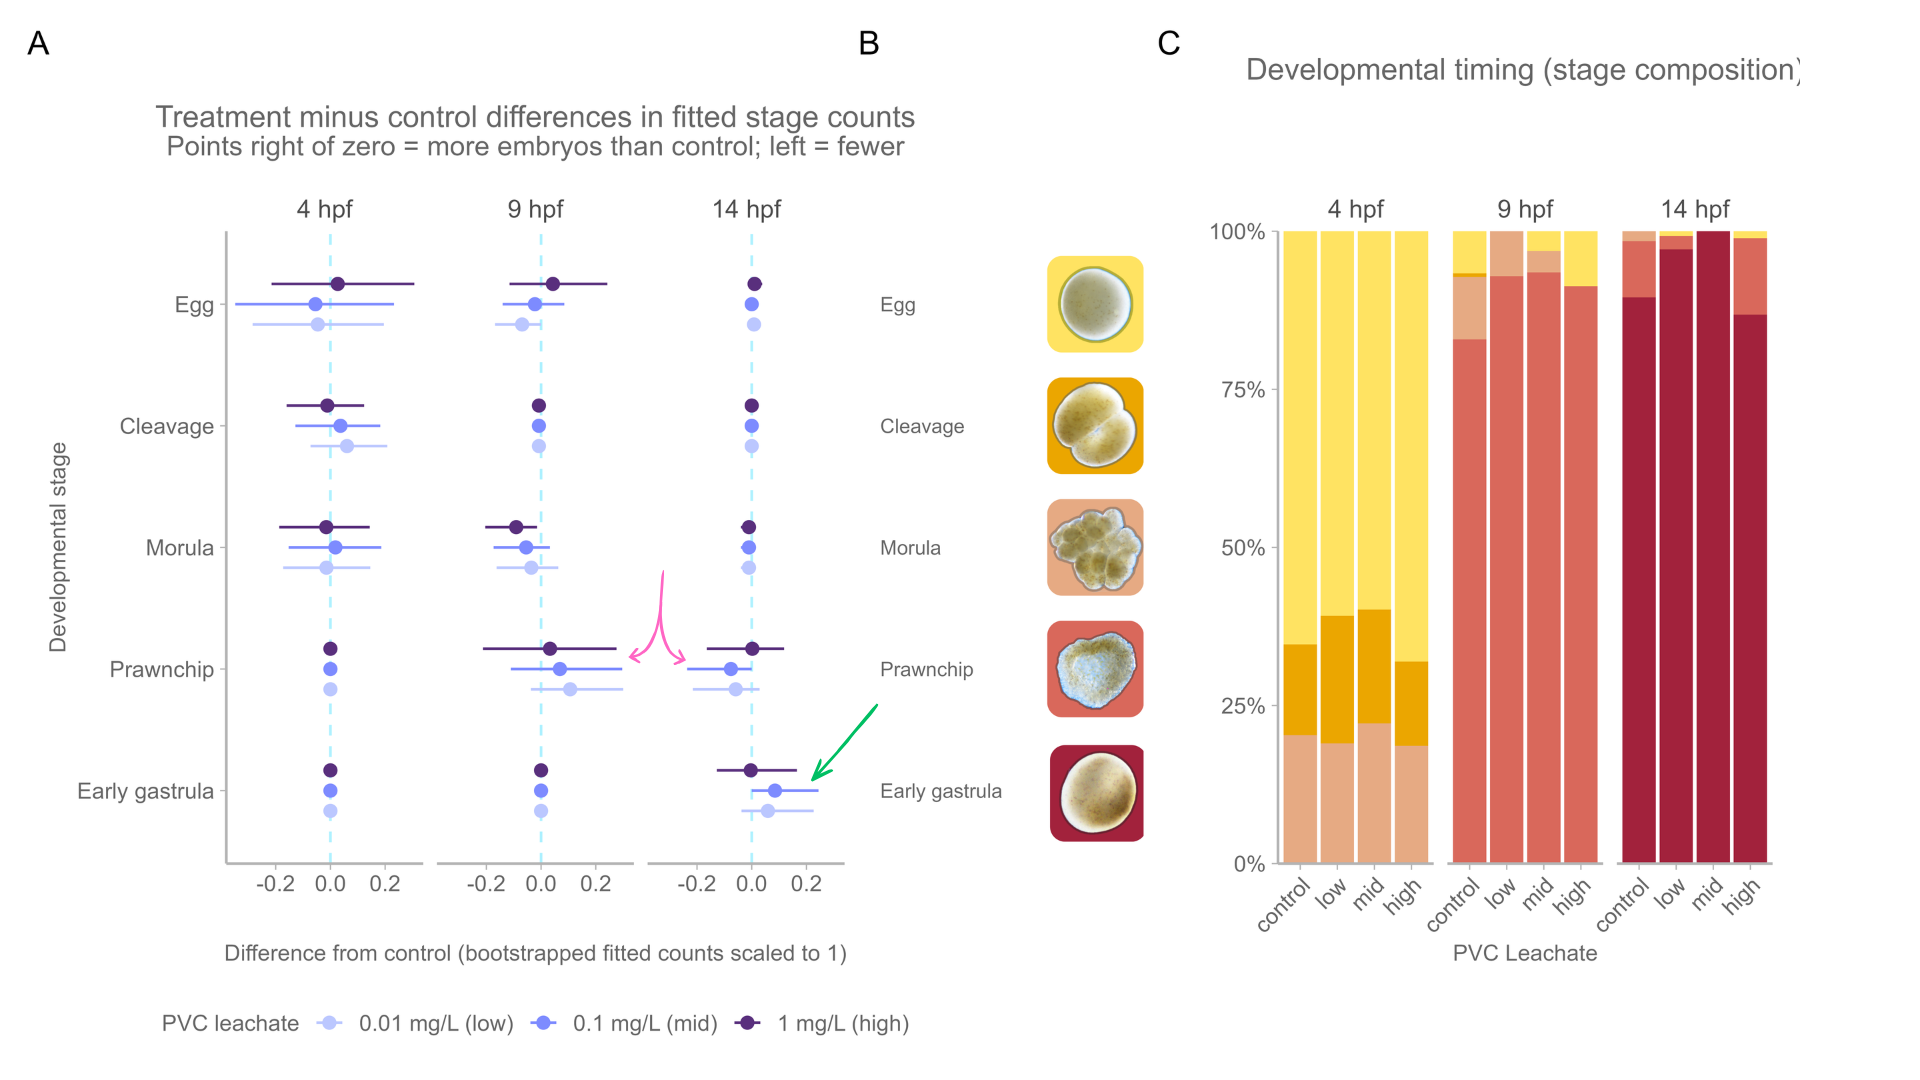 A
B
C
Developmental timing (stage composition)
Treatment minus control differences in fitted stage counts
Points right of zero = more embryos than control; left = fewer
4 hpf
9 hpf
14 hpf
Developmental stage
Egg
Cleavage
Morula
Prawnchip
Early gastrula
-0.2 0.0 0.2
-0.2 0.0 0.2
-0.2 0.0 0.2
Difference from control (bootstrapped fitted counts scaled to 1)
PVC leachate 0.01 mg/L (low) 0.1 mg/L (mid) 1 mg/L (high)
Egg
Cleavage
Morula
Prawnchip
Early gastrula
4 hpf
9 hpf
14 hpf
100%
75%
50%
25%
0%
control low mid high
control low mid high
control low mid high
PVC Leachate